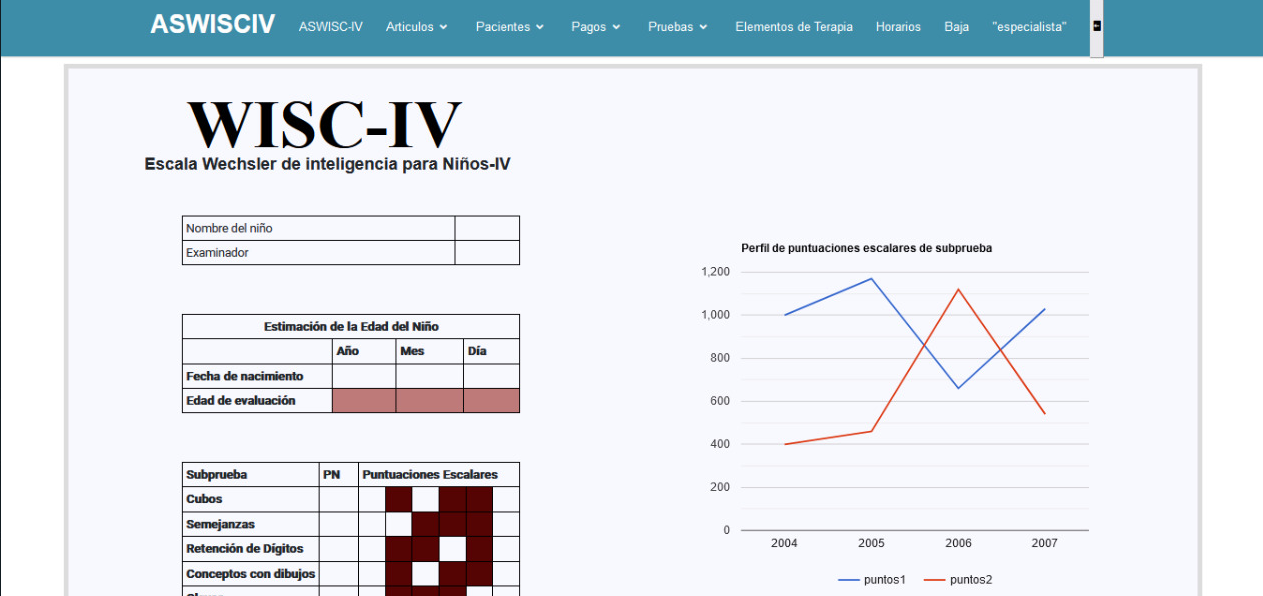 ASWISCIV ASWISC-IV Articulos Pacientes Pagos Pruebas Elementos de Terapia Horarios Baja "especialista"
WISC-IV
Escala Wechsler de inteligencia para Niños-IV
Nombre del niño
Examinador
Estimación de la Edad del Niño
Año Mes Día
Fecha de nacimiento
Edad de evaluación
Subprueba PN Puntuaciones Escalares
Cubos
Semejanzas
Retención de Dígitos
Conceptos con dibujos
Perfil de puntuaciones escalares de subprueba
1,200
1,000
800
600
400
200
0
2004 2005 2006 2007
puntos1 puntos2